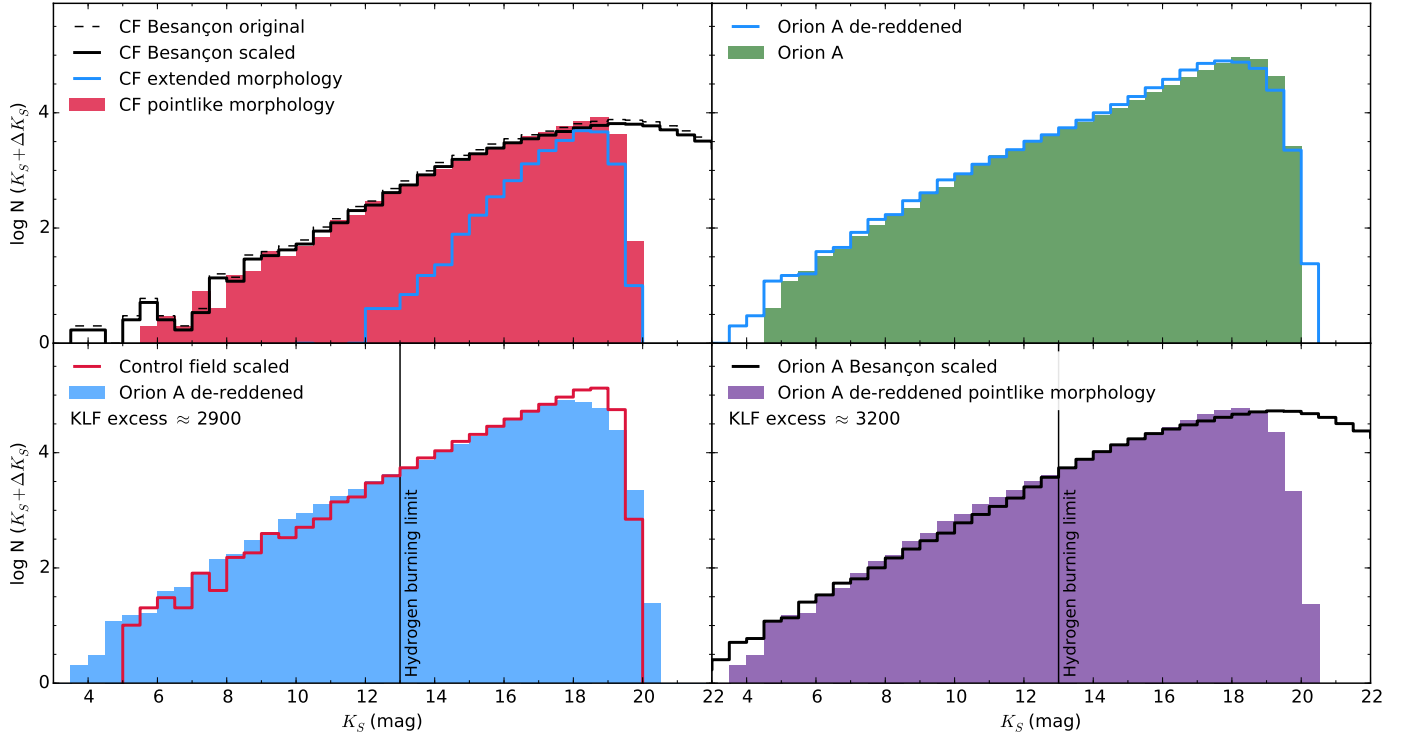 CF Besançon original
CF Besançon scaled
CF extended morphology
CF pointlike morphology
Orion A de-reddened
Orion A
log N (K_S+ΔK_S)
4
2
0
Control field scaled
Orion A de-reddened
KLF excess ≈ 2900
Hydrogen burning limit
Orion A Besançon scaled
Orion A de-reddened pointlike morphology
KLF excess ≈ 3200
Hydrogen burning limit
log N (K_S+ΔK_S)
4
2
0
4 6 8 10 12 14 16 18 20 22
4 6 8 10 12 14 16 18 20 22
K_S (mag)
K_S (mag)